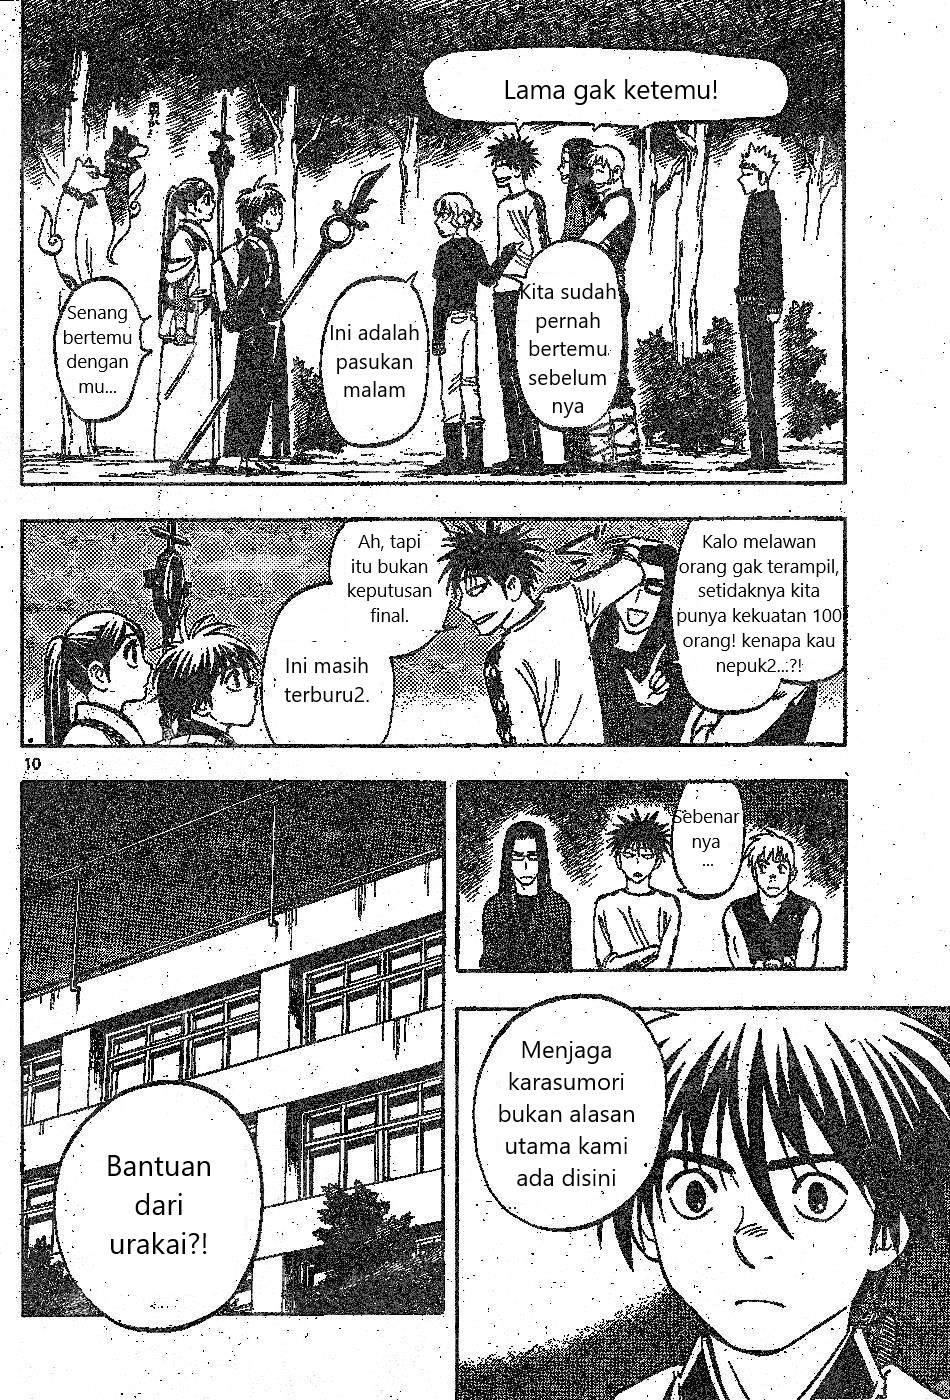 Lama gak ketemu!
Kita sudah
pernah
bertemu
sebelum
nya
Ini adalah
pasukan
malam
Senang
bertemu
dengan
mu...
Kalo melawan
orang gak terampil,
setidaknya kita
punya kekuatan 100
orang! kenapa kau
nepuk2...?!
Ah, tapi
itu bukan
keputusan
final.
Ini masih
terburu2.
10
Sebenar
nya
...
Menjaga
karasumori
bukan alasan
utama kami
ada disini
Bantuan
dari
urakai?!